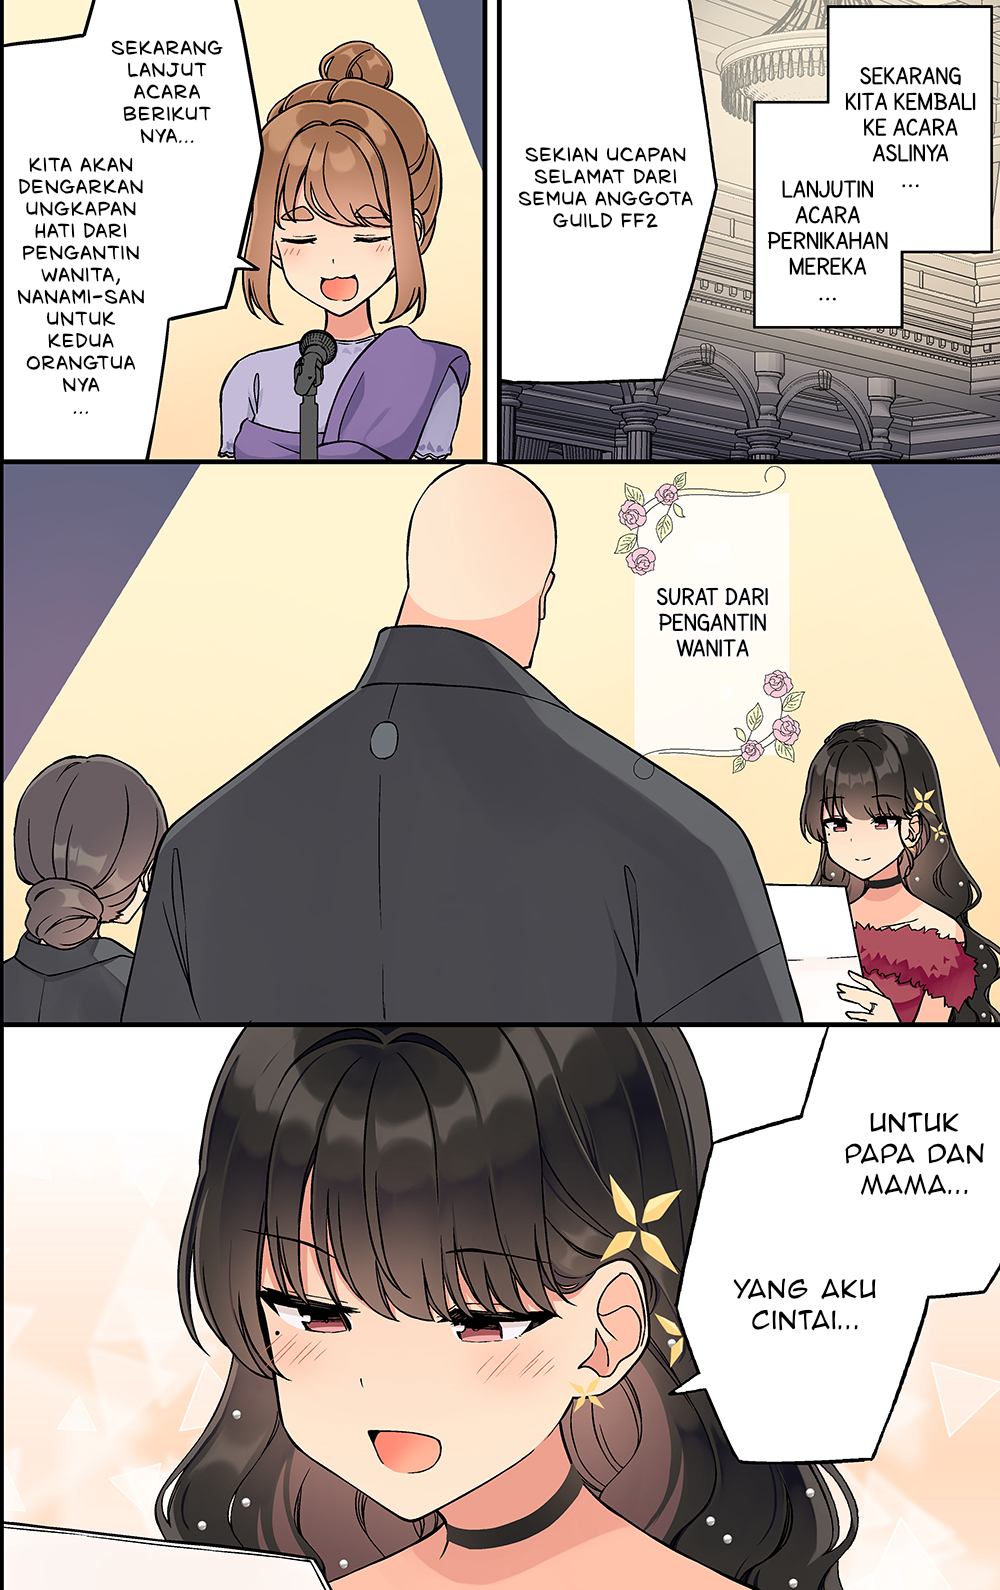 SEKARANG
KITA KEMBALI
KE ACARA
ASLINYA
...
LANJUTIN
ACARA
PERNIKAHAN
MEREKA
...
SEKIAN UCAPAN
SELAMAT DARI
SEMUA ANGGOTA
GUILD FF2
SEKARANG
LANJUT
ACARA
BERIKUT
NYA...
KITA AKAN
DENGARKAN
UNGKAPAN
HATI DARI
PENGANTIN
WANITA,
NANAMI-SAN
UNTUK
KEDUA
ORANGTUA
NYA
...
SURAT DARI
PENGANTIN
WANITA
UNTUK
PAPA DAN
MAMA...
YANG AKU
CINTAI...